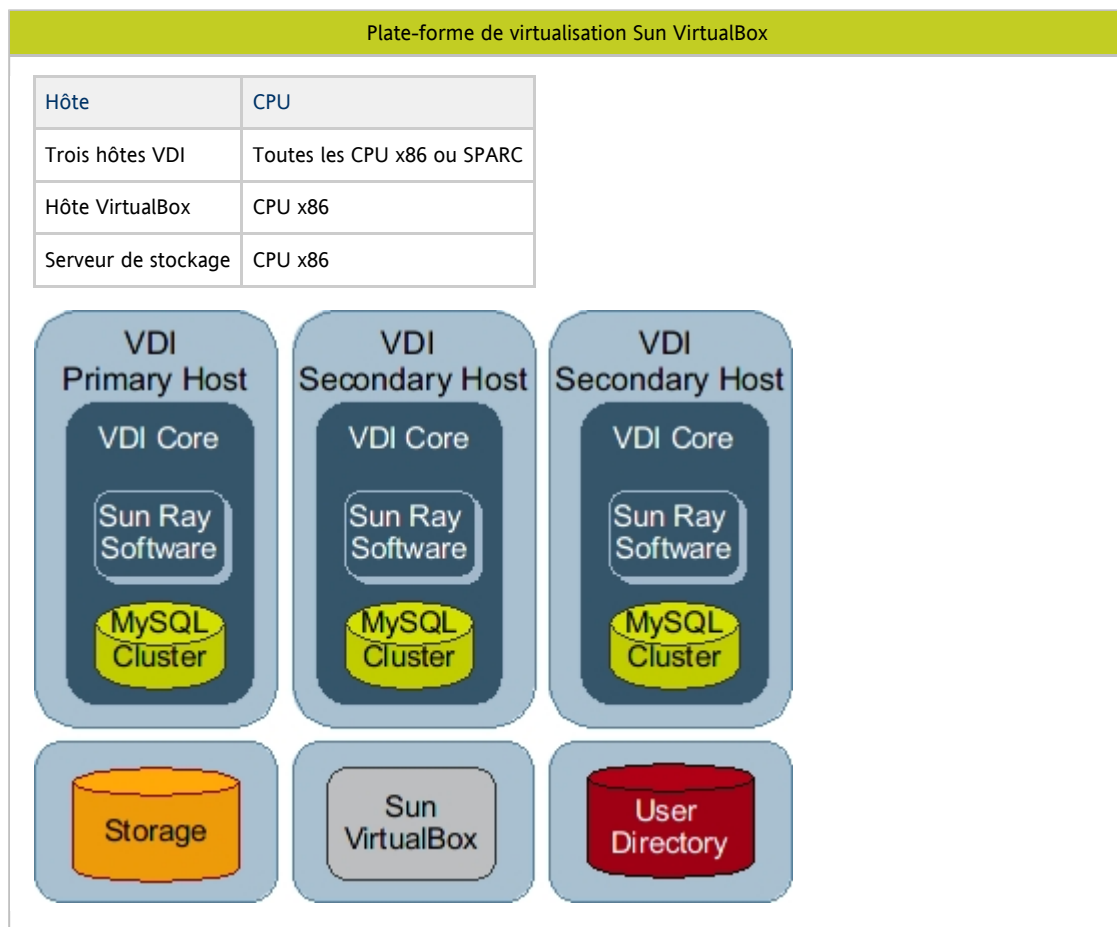 Plate-forme de virtualisation Sun VirtualBox
Hôte CPU
Trois hôtes VDI Toutes les CPU x86 ou SPARC
Hôte VirtualBox CPU x86
Serveur de stockage CPU x86
VDI
Primary Host
VDI Core
Sun Ray
Software
MySQL
Cluster
VDI
Secondary Host
VDI Core
Sun Ray
Software
MySQL
Cluster
VDI
Secondary Host
VDI Core
Sun Ray
Software
MySQL
Cluster
Storage
Sun
VirtualBox
User
Directory